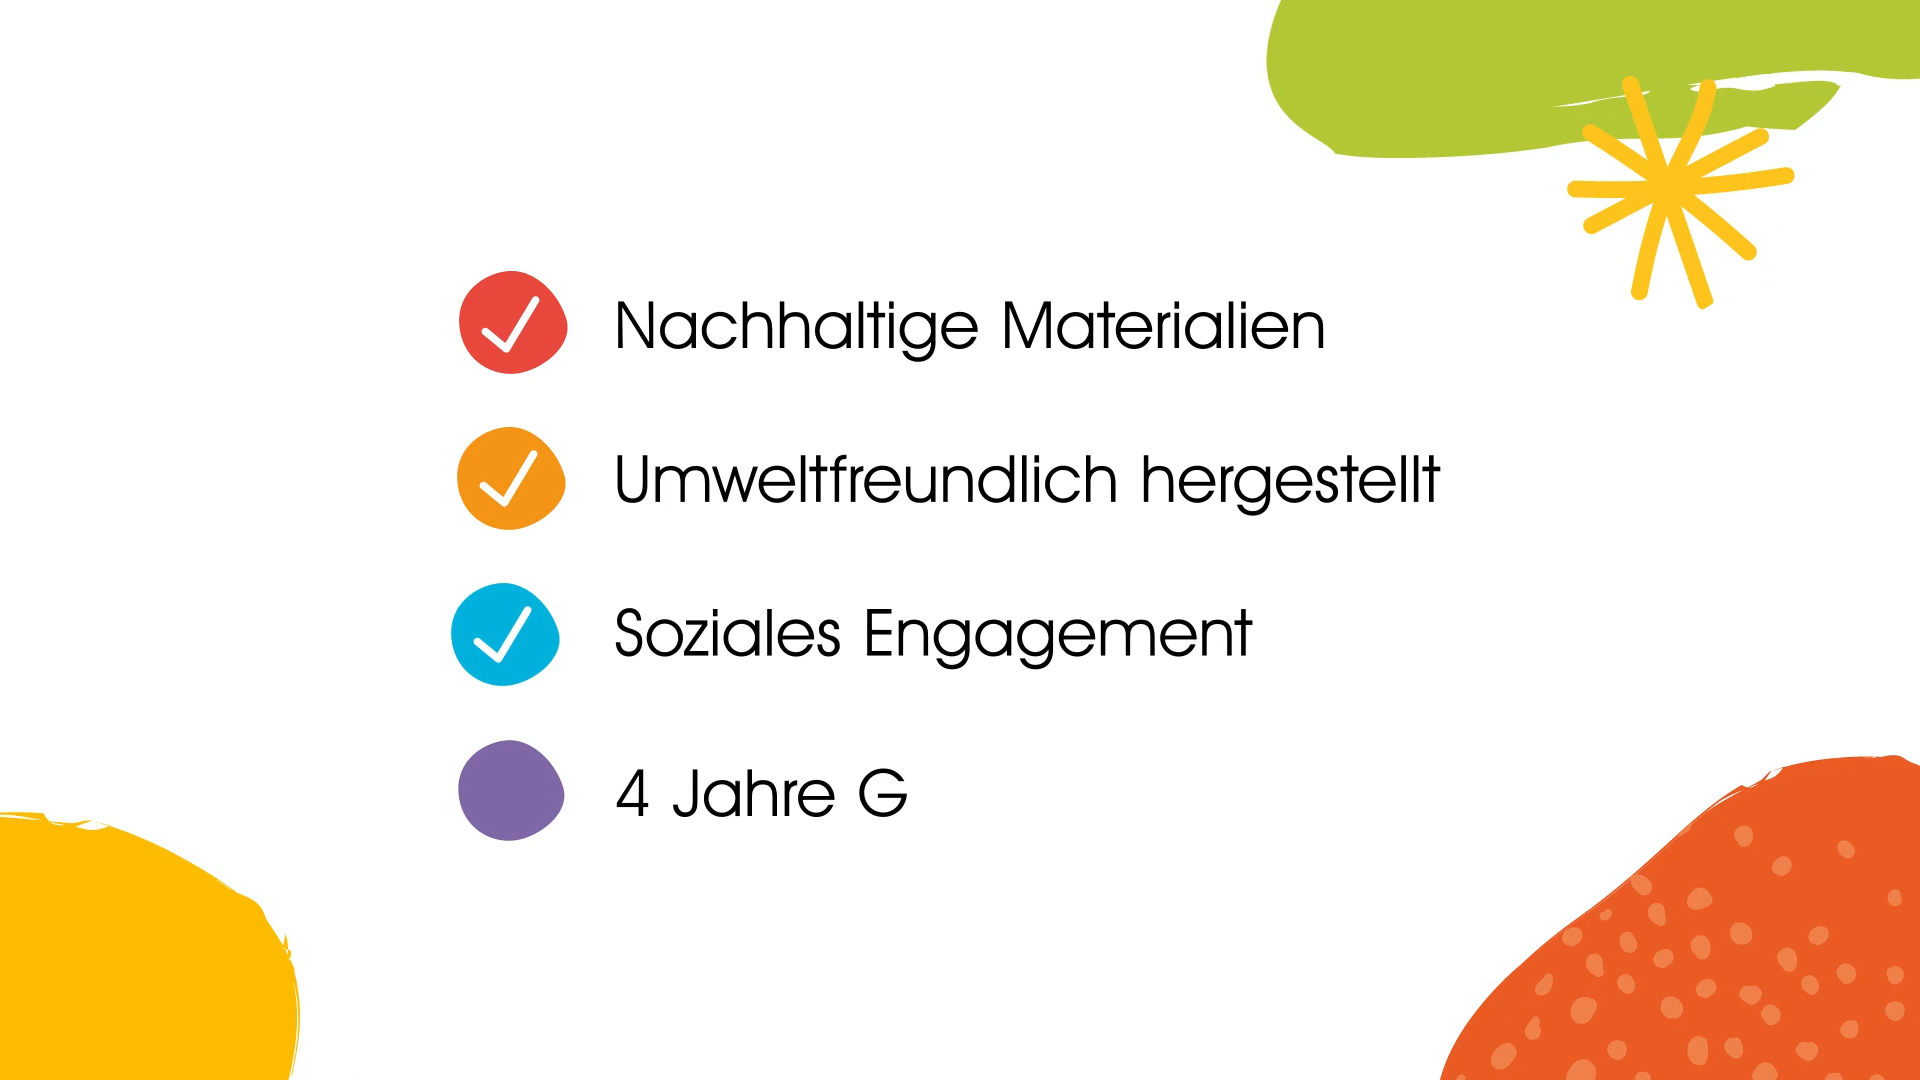 Nachhaltige Materialien
Umweltfreundlich hergestellt
Soziales Engagement
4 Jahre G